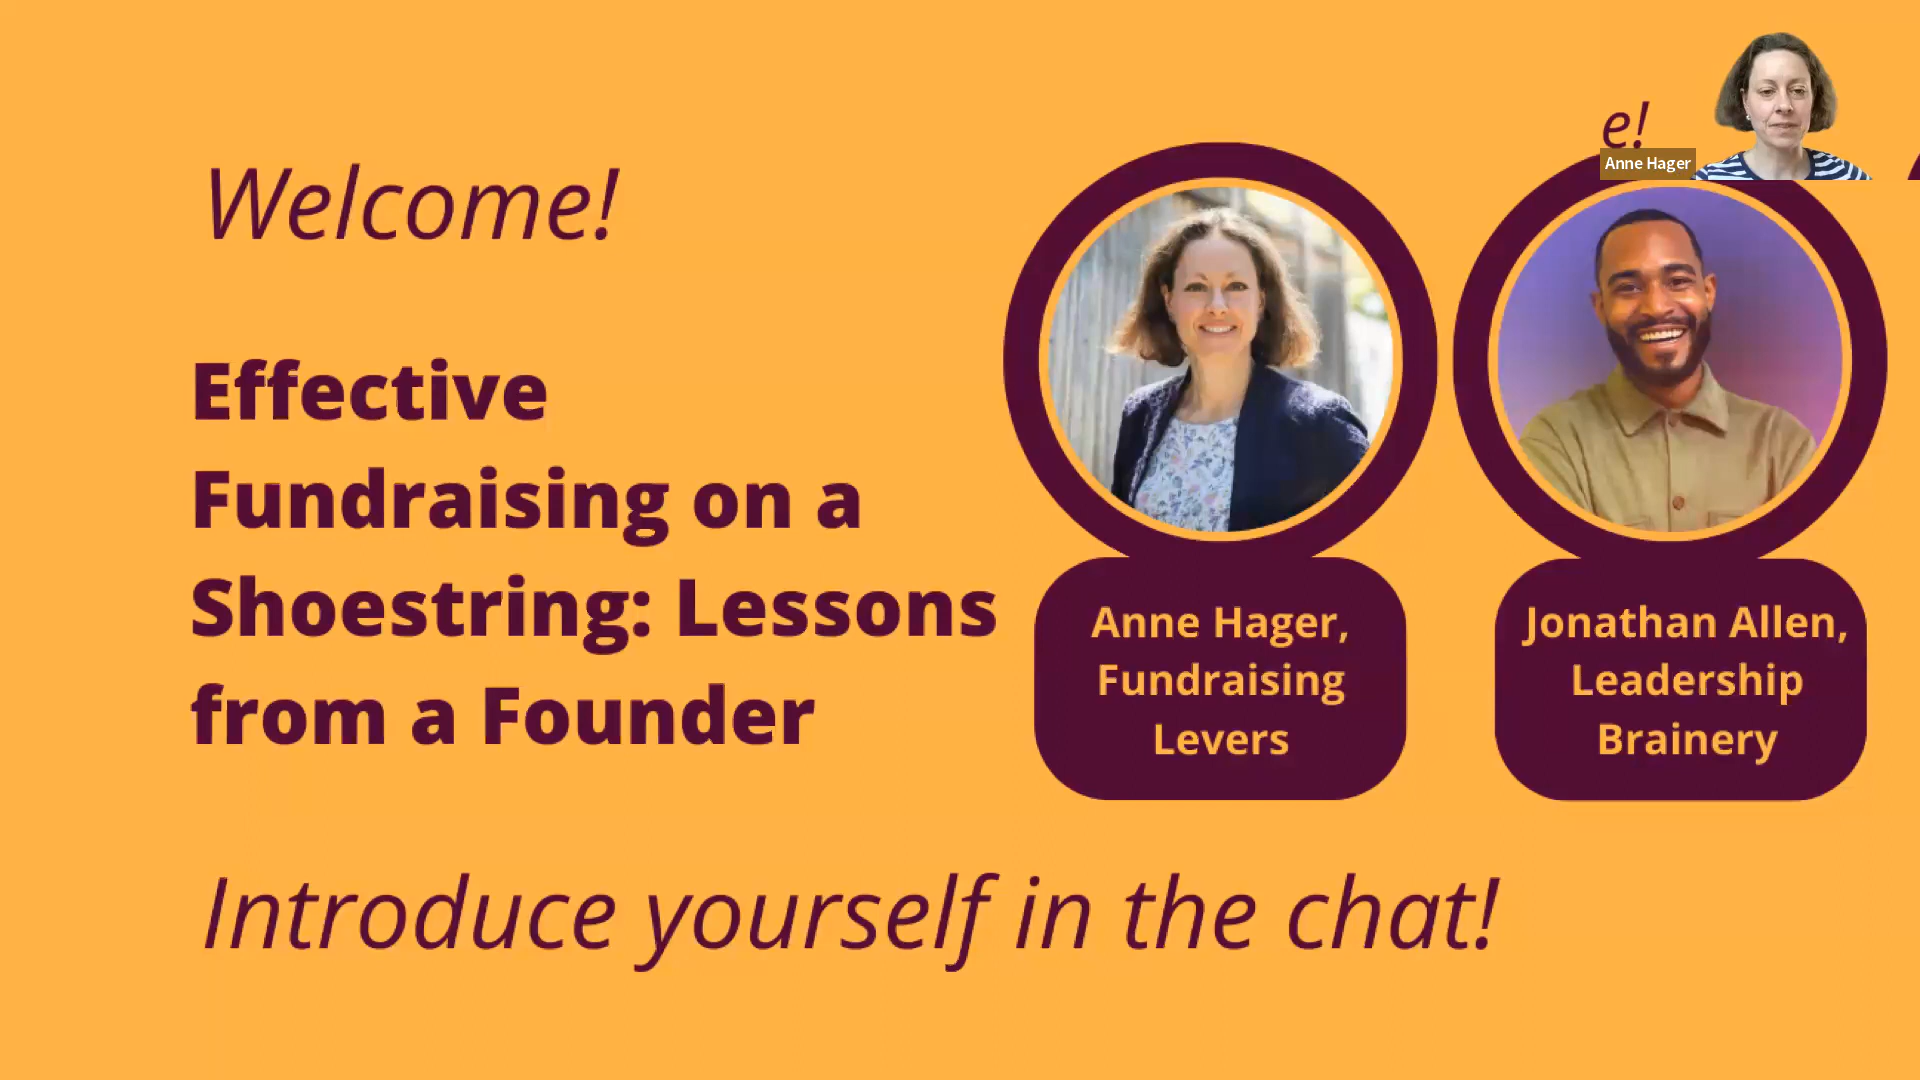 Welcome!
e!
Anne Hager
Effective
Fundraising on a
Shoestring: Lessons
from a Founder
Anne Hager,
Fundraising
Levers
Jonathan Allen,
Leadership
Brainery
Introduce yourself in the chat!